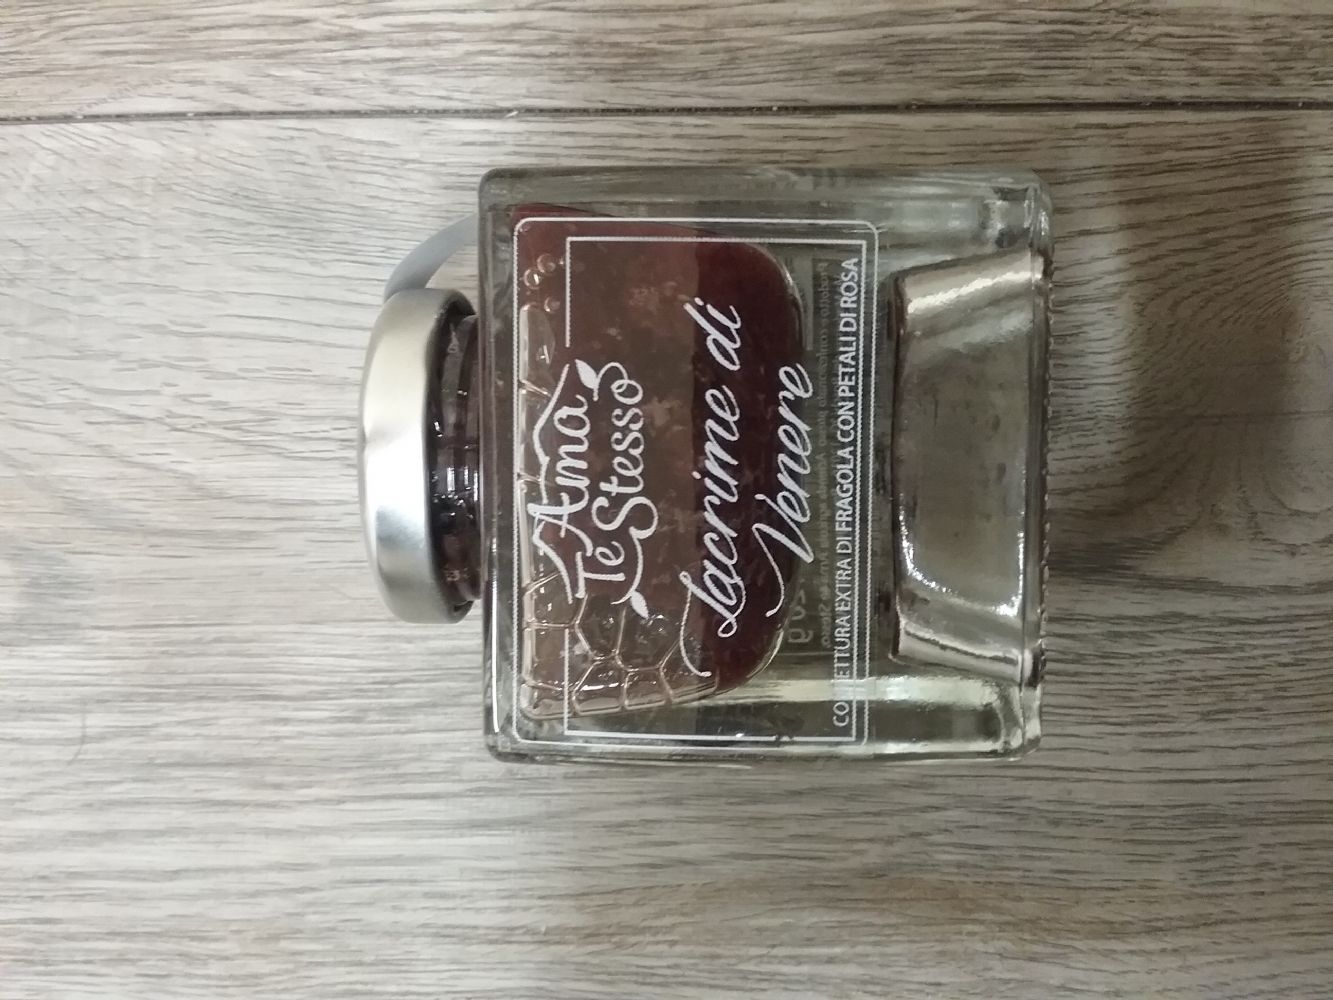 Ama
Te Stesso
Lacrime di
Venere
CONFETTURA EXTRA DI FRAGOLA CON PETALI DI ROSA